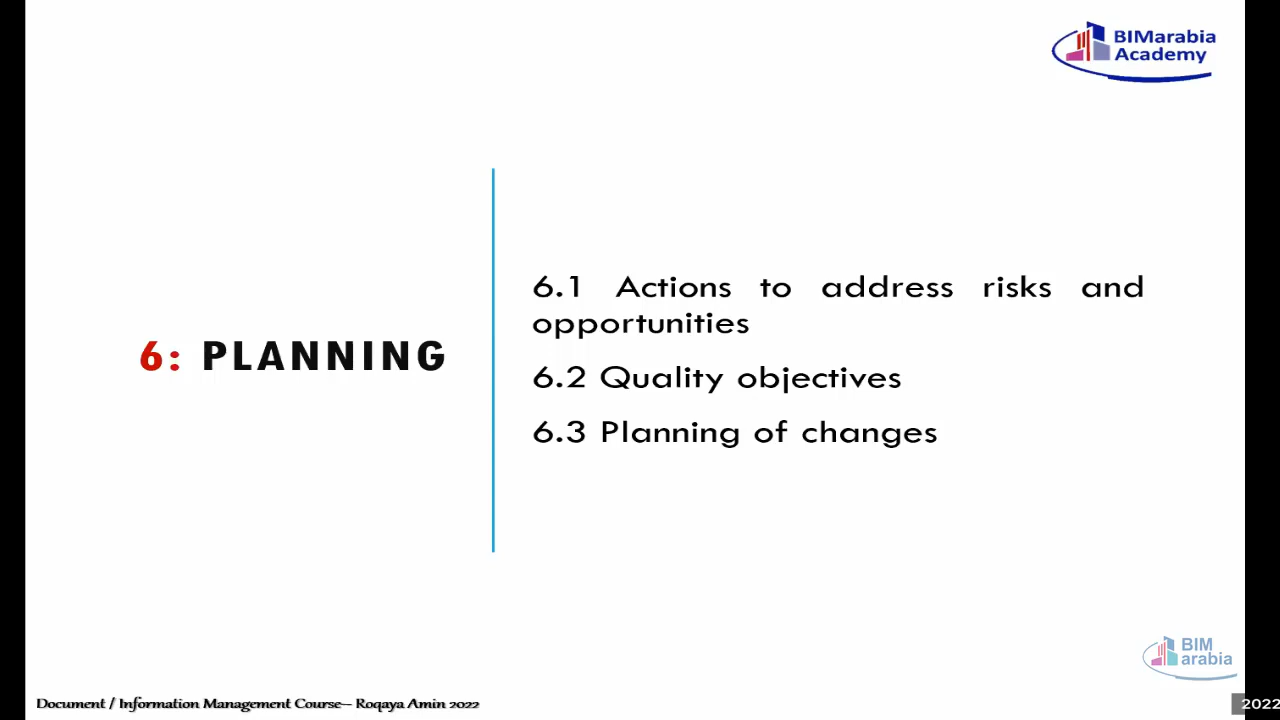 BIMarabia
Academy
6: PLANNING
6.1 Actions to address risks and
opportunities
6.2 Quality objectives
6.3 Planning of changes
BIM
arabia
Document / Information Management Course-- Roqaya Amin 2022
2022